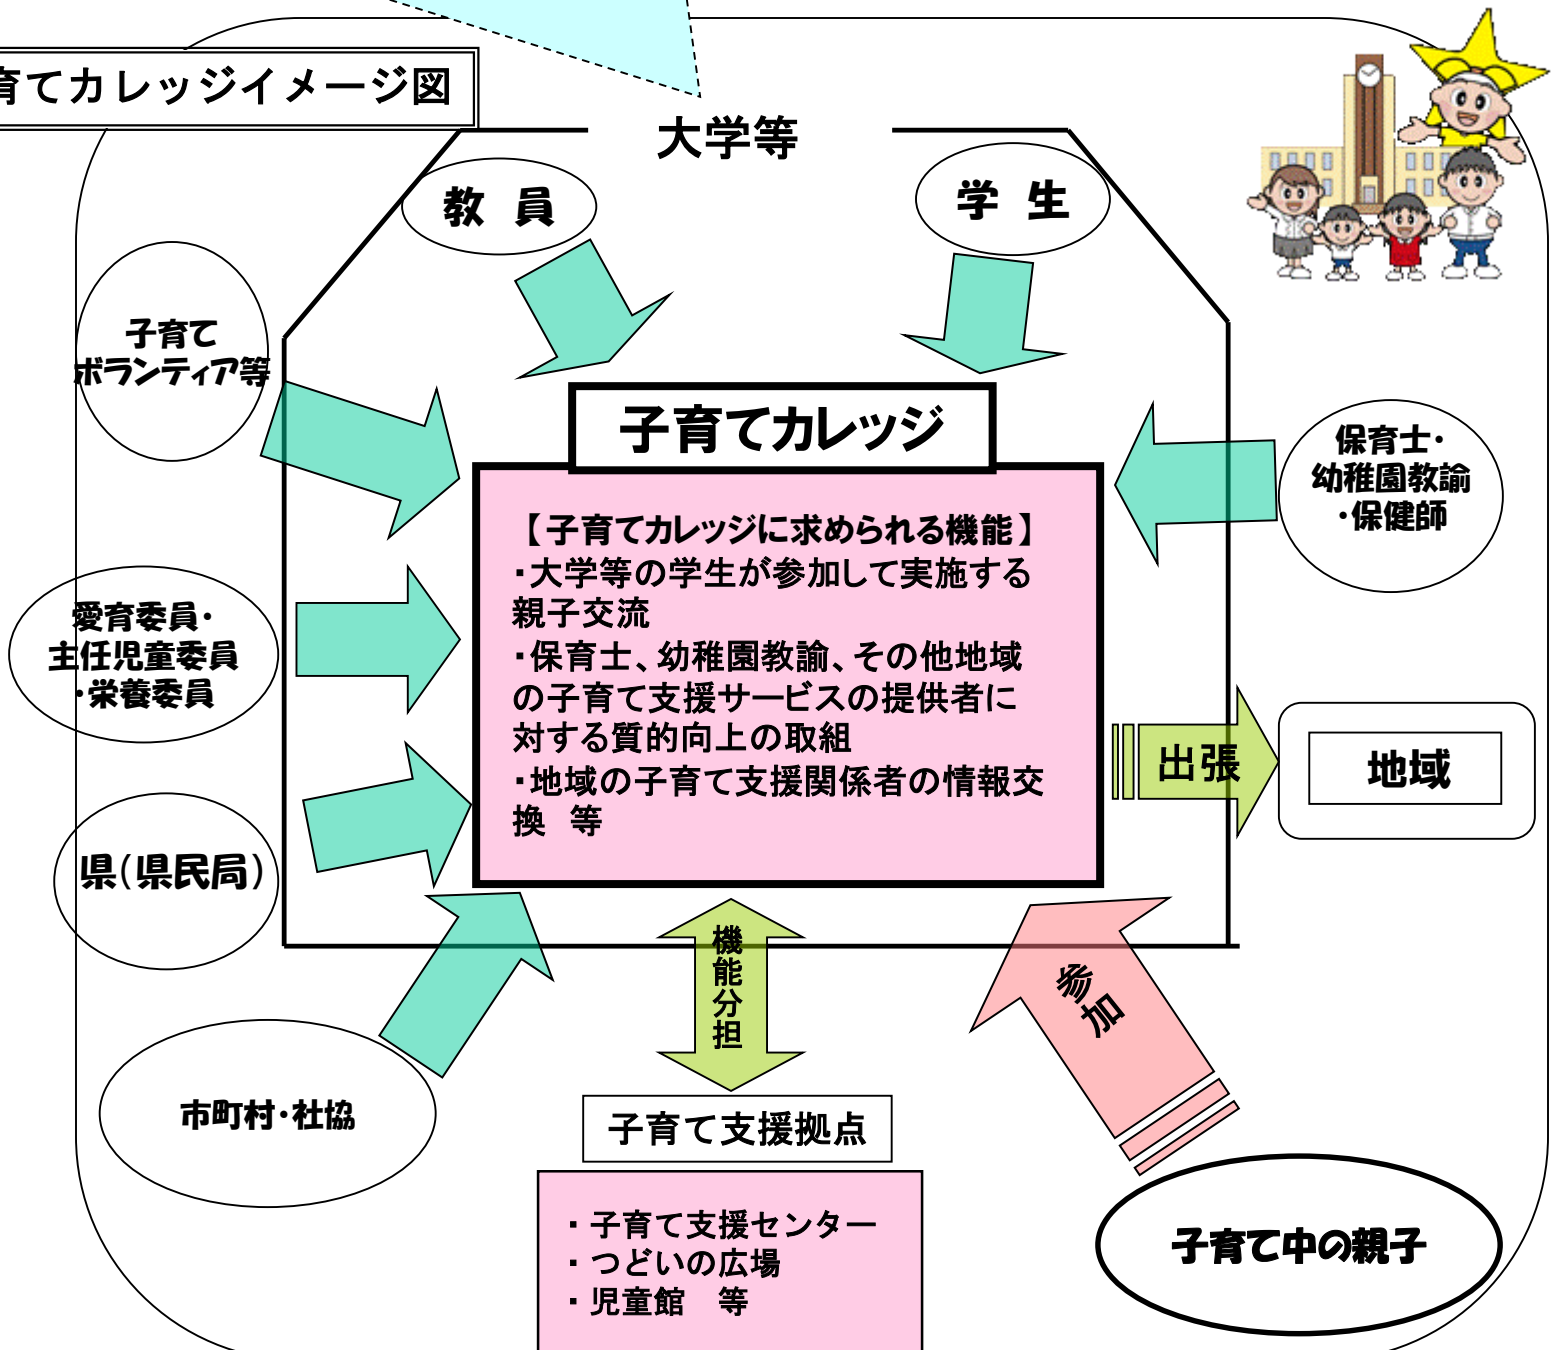 育てカレッジイメージ図
大学等
教 員
学 生
子育て
ボランティア等
子育てカレッジ
保育士・
幼稚園教諭
・保健師
【子育てカレッジに求められる機能】
・大学等の学生が参加して実施する
親子交流
・保育士、幼稚園教諭、その他地域
の子育て支援サービスの提供者に
対する質的向上の取組
・地域の子育て支援関係者の情報交
換 等
愛育委員・
主任児童委員
・栄養委員
出張
地域
県(県民局)
機能分担
参加
市町村・社協
子育て支援拠点
・子育て支援センター
・つどいの広場
・児童館 等
子育て中の親子